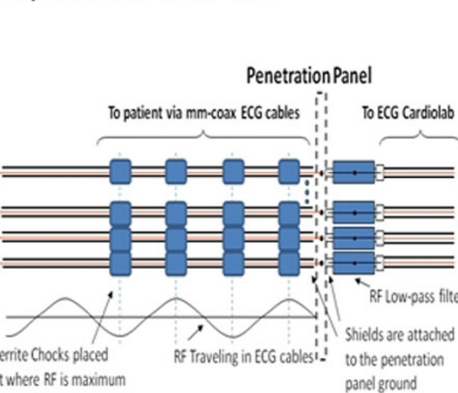 Penetration Panel
To patient via mm-coax ECG cables
To ECG Cardiolab
RF Low-pass filte
errite Chocks placed
t where RF is maximum
RF Traveling in ECG cables
Shields are attached
to the penetration
panel ground